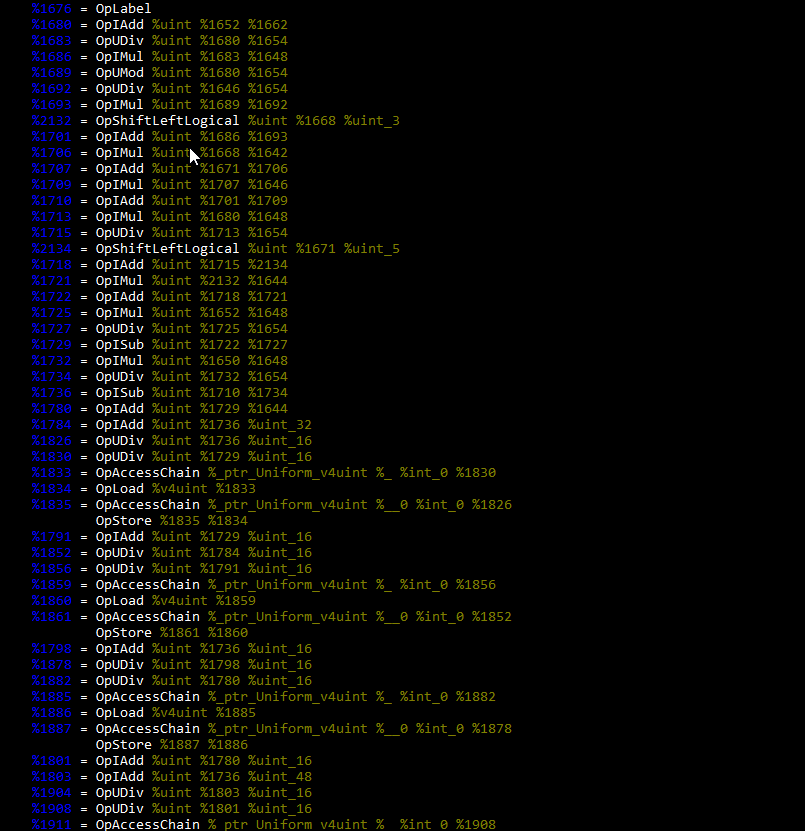 %1676 = OpLabel
%1680 = OpIAdd %uint %1652 %1662
%1683 = OpUDiv %uint %1680 %1654
%1686 = OpIMul %uint %1683 %1648
%1689 = OpUMod %uint %1680 %1654
%1692 = OpUDiv %uint %1646 %1654
%1693 = OpIMul %uint %1689 %1692
%2132 = OpShiftLeftLogical %uint %1668 %uint_3
%1701 = OpIAdd %uint %1686 %1693
%1706 = OpIMul %uint %1668 %1642
%1707 = OpIAdd %uint %1671 %1706
%1709 = OpIMul %uint %1707 %1646
%1710 = OpIAdd %uint %1701 %1709
%1713 = OpIMul %uint %1680 %1648
%1715 = OpUDiv %uint %1713 %1654
%2134 = OpShiftLeftLogical %uint %1671 %uint_5
%1718 = OpIAdd %uint %1715 %2134
%1721 = OpIMul %uint %2132 %1644
%1722 = OpIAdd %uint %1718 %1721
%1725 = OpIMul %uint %1652 %1648
%1727 = OpUDiv %uint %1725 %1654
%1729 = OpISub %uint %1722 %1727
%1732 = OpIMul %uint %1650 %1648
%1734 = OpUDiv %uint %1732 %1654
%1736 = OpISub %uint %1710 %1734
%1780 = OpIAdd %uint %1729 %1644
%1784 = OpIAdd %uint %1736 %uint_32
%1826 = OpUDiv %uint %1736 %uint_16
%1830 = OpUDiv %uint %1729 %uint_16
%1833 = OpAccessChain %_ptr_Uniform_v4uint %_ %int_0 %1830
%1834 = OpLoad %v4uint %1833
%1835 = OpAccessChain %_ptr_Uniform_v4uint %__0 %int_0 %1826
OpStore %1835 %1834
%1791 = OpIAdd %uint %1729 %uint_16
%1852 = OpUDiv %uint %1784 %uint_16
%1856 = OpUDiv %uint %1791 %uint_16
%1859 = OpAccessChain %_ptr_Uniform_v4uint %_ %int_0 %1856
%1860 = OpLoad %v4uint %1859
%1861 = OpAccessChain %_ptr_Uniform_v4uint %__0 %int_0 %1852
OpStore %1861 %1860
%1798 = OpIAdd %uint %1736 %uint_16
%1878 = OpUDiv %uint %1798 %uint_16
%1882 = OpUDiv %uint %1780 %uint_16
%1885 = OpAccessChain %_ptr_Uniform_v4uint %_ %int_0 %1882
%1886 = OpLoad %v4uint %1885
%1887 = OpAccessChain %_ptr_Uniform_v4uint %__0 %int_0 %1878
OpStore %1887 %1886
%1801 = OpIAdd %uint %1780 %uint_16
%1803 = OpIAdd %uint %1736 %uint_48
%1904 = OpUDiv %uint %1803 %uint_16
%1908 = OpUDiv %uint %1801 %uint_16
%1911 = OpAccessChain %_ptr_Uniform_v4uint %_ %int_0 %1908